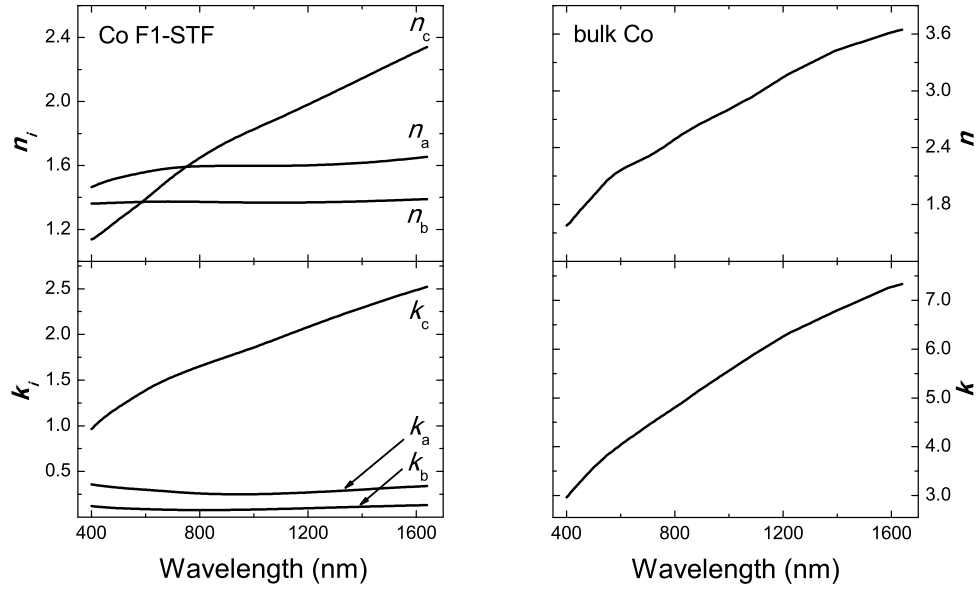 Co F1-STF
n_c
n_a
n_b
2.4
2.0
1.6
1.2
n_i
bulk Co
3.6
3.0
2.4
1.8
n
k_c
k_a
k_b
2.5
2.0
1.5
1.0
0.5
k_i
400 800 1200 1600
Wavelength (nm)
7.0
6.0
5.0
4.0
3.0
k
400 800 1200 1600
Wavelength (nm)